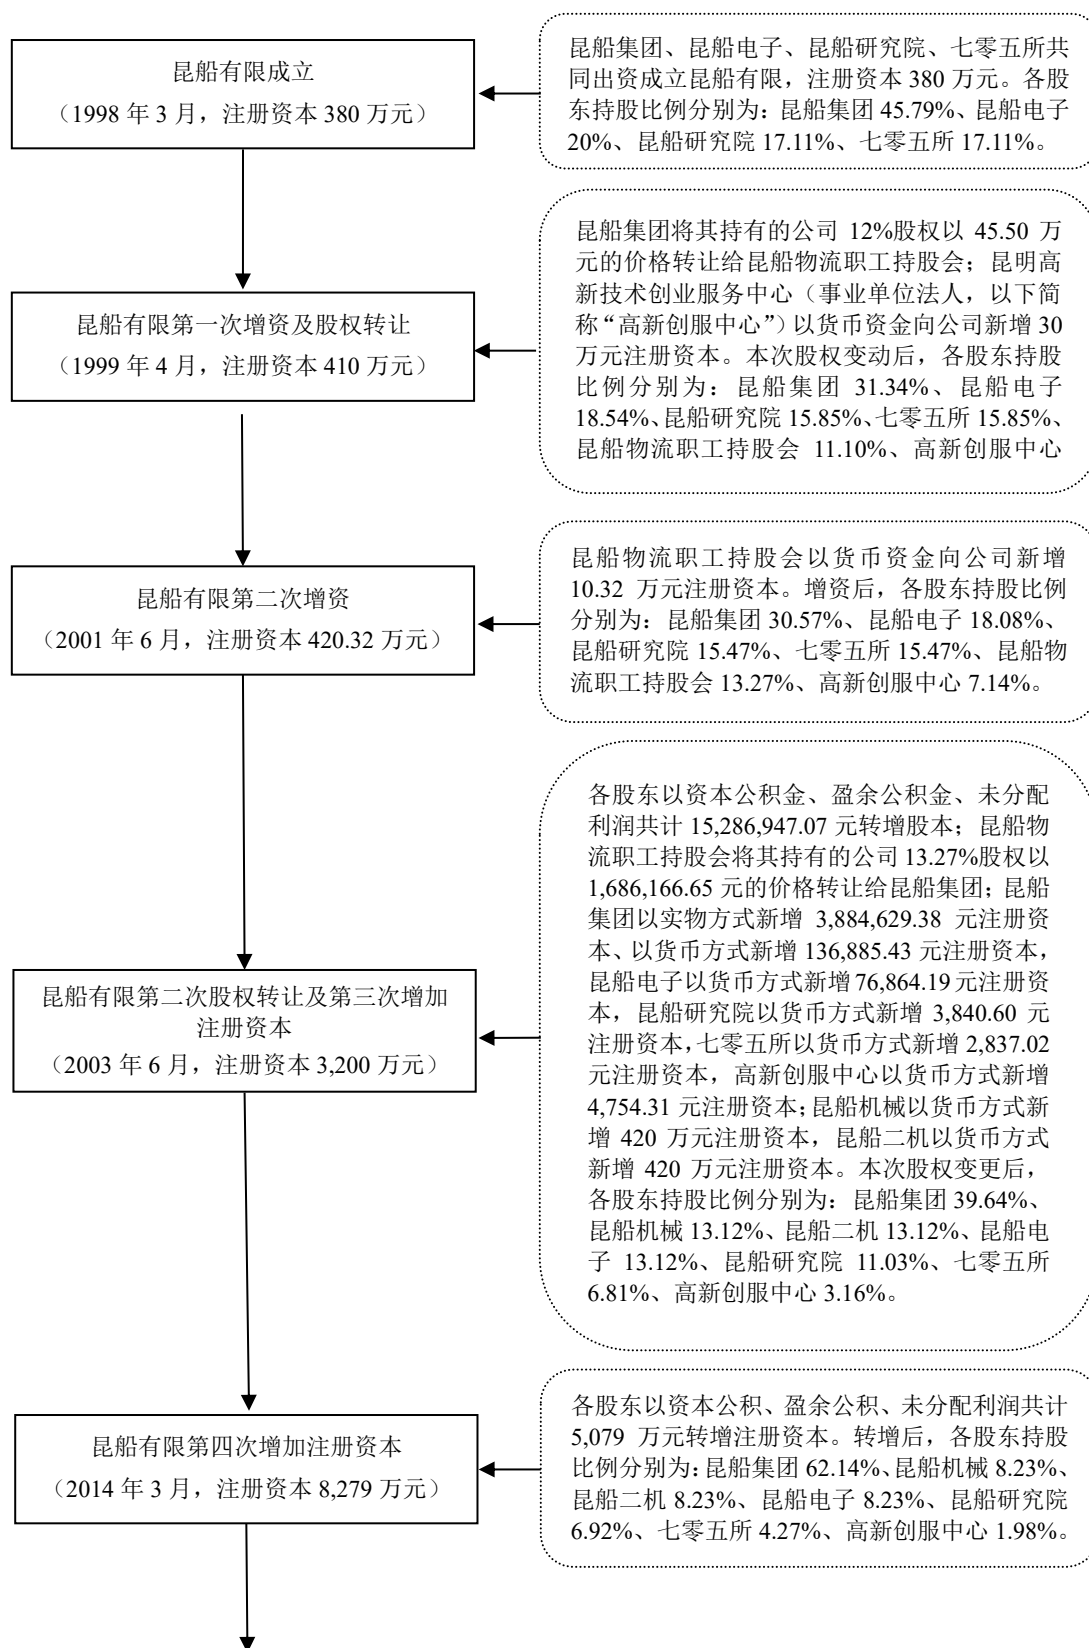 昆船有限成立
（1998 年 3 月，注册资本 380 万元）
昆船集团、昆船电子、昆船研究院、七零五所共
同出资成立昆船有限，注册资本 380 万元。各股
东持股比例分别为：昆船集团 45.79%、昆船电子
20%、昆船研究院 17.11%、七零五所 17.11%。
昆船有限第一次增资及股权转让
（1999 年 4 月，注册资本 410 万元）
昆船集团将其持有的公司 12%股权以 45.50 万
元的价格转让给昆船物流职工持股会；昆明高
新技术创业服务中心（事业单位法人，以下简
称“高新创服中心”）以货币资金向公司新增 30
万元注册资本。本次股权变动后，各股东持股
比例分别为：昆船集团 31.34%、昆船电子
18.54%、昆船研究院 15.85%、七零五所 15.85%、
昆船物流职工持股会 11.10%、高新创服中心
昆船有限第二次增资
（2001 年 6 月，注册资本 420.32 万元）
昆船物流职工持股会以货币资金向公司新增
10.32 万元注册资本。增资后，各股东持股比例
分别为：昆船集团 30.57%、昆船电子 18.08%、
昆船研究院 15.47%、七零五所 15.47%、昆船物
流职工持股会 13.27%、高新创服中心 7.14%。
昆船有限第二次股权转让及第三次增加
注册资本
（2003 年 6 月，注册资本 3,200 万元）
各股东以资本公积金、盈余公积金、未分配
利润共计 15,286,947.07 元转增股本；昆船物
流职工持股会将其持有的公司 13.27%股权以
1,686,166.65 元的价格转让给昆船集团；昆船
集团以实物方式新增 3,884,629.38 元注册资
本、以货币方式新增 136,885.43 元注册资本，
昆船电子以货币方式新增 76,864.19 元注册资
本，昆船研究院以货币方式新增 3,840.60 元
注册资本，七零五所以货币方式新增 2,837.02
元注册资本，高新创服中心以货币方式新增
4,754.31 元注册资本；昆船机械以货币方式新
增 420 万元注册资本，昆船二机以货币方式
新增 420 万元注册资本。本次股权变更后，
各股东持股比例分别为：昆船集团 39.64%、
昆船机械 13.12%、昆船二机 13.12%、昆船电
子 13.12%、昆船研究院 11.03%、七零五所
6.81%、高新创服中心 3.16%。
昆船有限第四次增加注册资本
（2014 年 3 月，注册资本 8,279 万元）
各股东以资本公积、盈余公积、未分配利润共计
5,079 万元转增注册资本。转增后，各股东持股
比例分别为：昆船集团 62.14%、昆船机械 8.23%、
昆船二机 8.23%、昆船电子 8.23%、昆船研究院
6.92%、七零五所 4.27%、高新创服中心 1.98%。